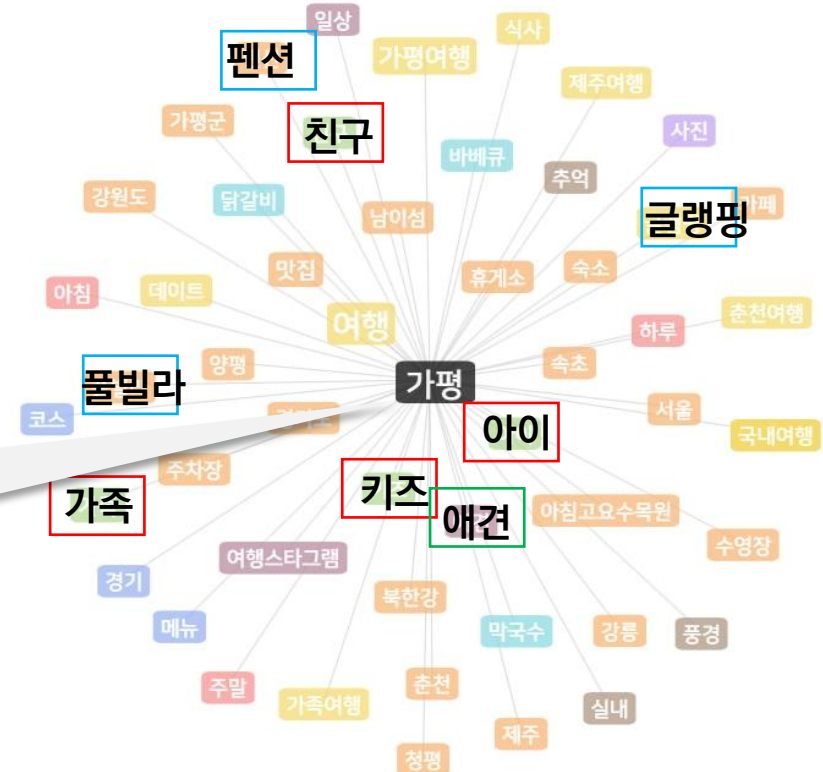 일상
식사
펜션
가평여행
제주여행
가평군
친구
사진
바베큐
추억
강원도
닭갈비
남이섬
글램핑
카페
맛집
휴게소
숙소
아침
데이트
여행
하루
춘천여행
양평
속초
가평
풀빌라
코스
경기도
서울
아이
국내여행
주차장
가족
키즈
애견
아침고요수목원
수영장
여행스타그램
경기
북한강
메뉴
막국수
강릉
풍경
주말
춘천
가족여행
실내
제주
청평